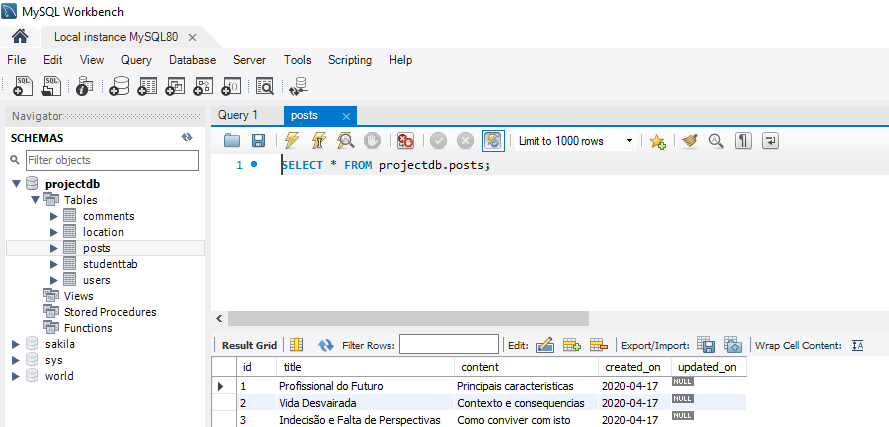 MySQL Workbench
Local instance MySQL80
File Edit View Query Database Server Tools Scripting Help
Navigator
SCHEMAS
Filter objects
projectdb
Tables
comments
location
posts
studenttab
users
Views
Stored Procedures
Functions
sakila
sys
world
Query 1 posts
Limit to 1000 rows
1 SELECT * FROM projectdb.posts;
Result Grid Filter Rows: Edit: Export/Import: Wrap Cell Content:
id title content created_on updated_on
1 Profissional do Futuro Principais caracteristicas 2020-04-17 NULL
2 Vida Desvairada Contexto e consequencias 2020-04-17 NULL
3 Indecisão e Falta de Perspectivas Como conviver com isto 2020-04-17 NULL